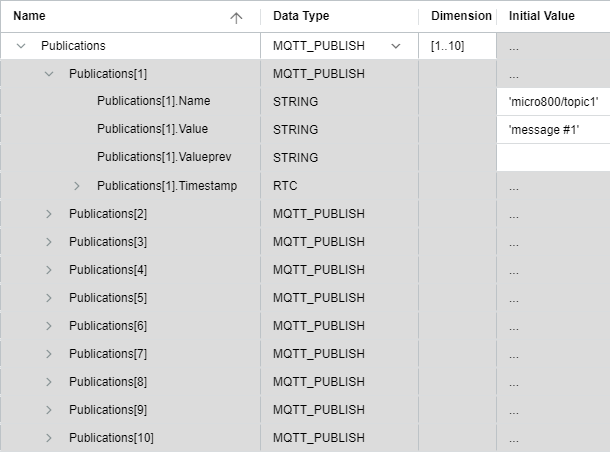 Name Data Type Dimension Initial Value
Publications MQTT_PUBLISH [1..10] ...
Publications[1] MQTT_PUBLISH ...
Publications[1].Name STRING 'micro800/topic1'
Publications[1].Value STRING 'message #1'
Publications[1].Valueprev STRING
Publications[1].Timestamp RTC ...
Publications[2] MQTT_PUBLISH ...
Publications[3] MQTT_PUBLISH ...
Publications[4] MQTT_PUBLISH ...
Publications[5] MQTT_PUBLISH ...
Publications[6] MQTT_PUBLISH ...
Publications[7] MQTT_PUBLISH ...
Publications[8] MQTT_PUBLISH ...
Publications[9] MQTT_PUBLISH ...
Publications[10] MQTT_PUBLISH ...